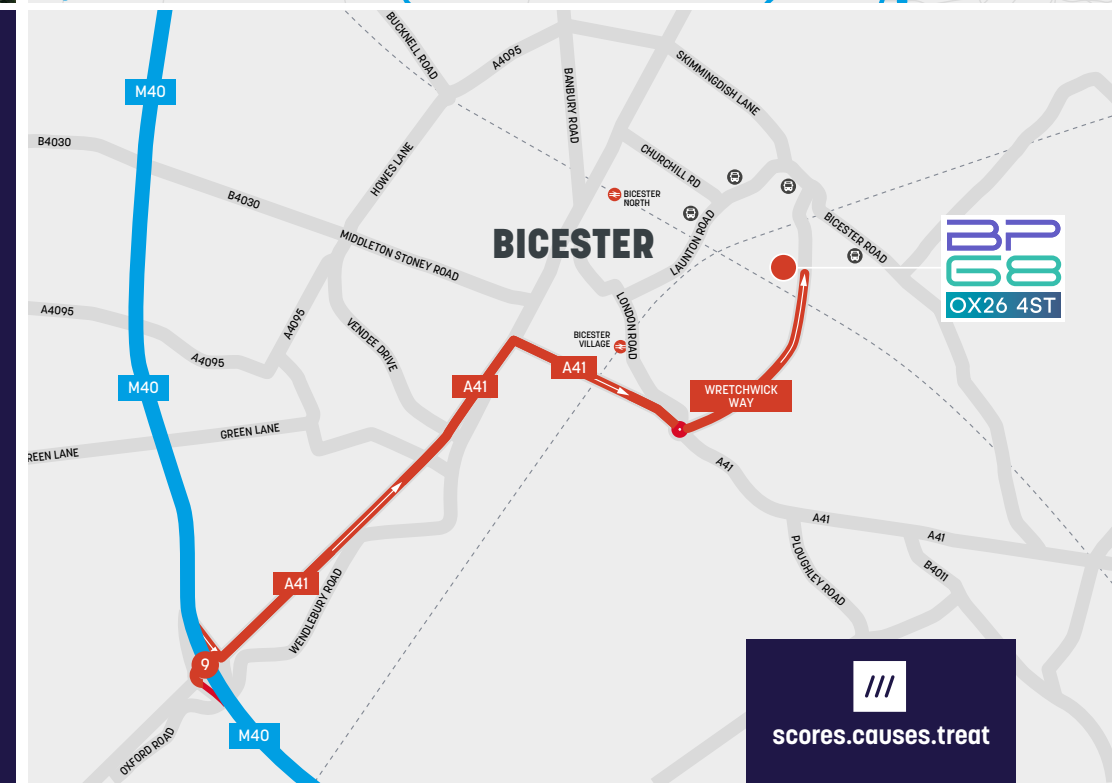 BUCKNELL ROAD
A4095
BANBURY ROAD
SKIMMINGDISH LANE
M40
B4030
HOWES LANE
CHURCHILL RD
B4030
BICESTER
NORTH
MIDDLETON STONEY ROAD
BICESTER
LAUNTON ROAD
BICESTER ROAD
BP
68
OX26 4ST
A4095
A4095
A4095
VENDEE DRIVE
LONDON ROAD
BICESTER
VILLAGE
M40
A41
A41
WRETCHWICK
WAY
GREEN LANE
REEN LANE
A41
A41
A41
PLOUGHLEY ROAD
B4011
A41
WENDLEBURY ROAD
9
M40
OXFORD ROAD
///
scores.causes.treat